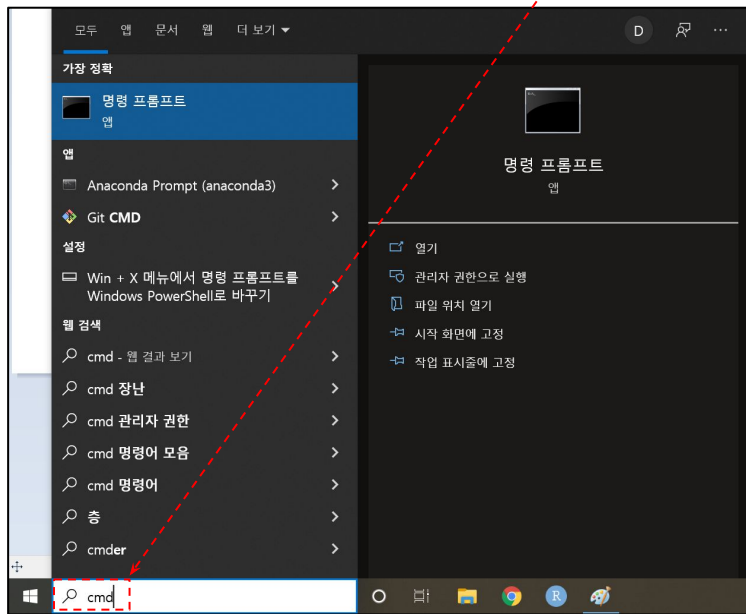 모두 앱 문서 웹 더 보기
D
가장 정확
명령 프롬프트
앱
앱
Anaconda Prompt (anaconda3)
Git CMD
설정
Win + X 메뉴에서 명령 프롬프트를
Windows PowerShell로 바꾸기
웹 검색
cmd - 웹 결과 보기
cmd 장난
cmd 관리자 권한
cmd 명령어 모음
cmd 명령어
층
cmder
cmd
명령 프롬프트
앱
열기
관리자 권한으로 실행
파일 위치 열기
시작 화면에 고정
작업 표시줄에 고정
R